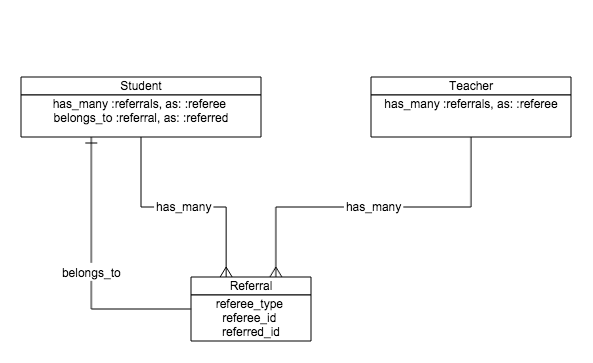 Student
has_many :referrals, as: :referee
belongs_to :referral, as: :referred
Teacher
has_many :referrals, as: :referee
has_many
has_many
belongs_to
Referral
referee_type
referee_id
referred_id